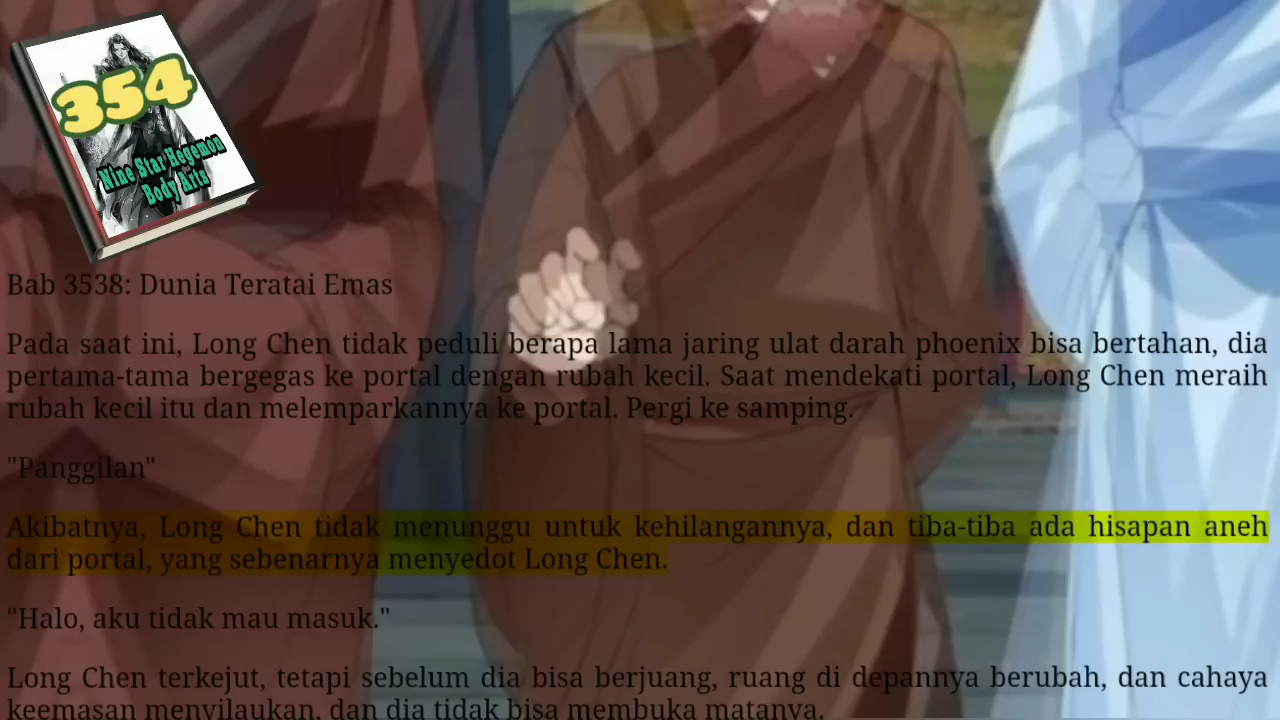 354
Nine Star Hegemon
Body Arts
Bab 3538: Dunia Teratai Emas
Pada saat ini, Long Chen tidak peduli berapa lama jaring ulat darah phoenix bisa bertahan, dia
pertama-tama bergegas ke portal dengan rubah kecil. Saat mendekati portal, Long Chen meraih
rubah kecil itu dan melemparkannya ke portal. Pergi ke samping.
"Panggilan"
Akibatnya, Long Chen tidak menunggu untuk kehilangannya, dan tiba-tiba ada hisapan aneh
dari portal, yang sebenarnya menyedot Long Chen.
"Halo, aku tidak mau masuk."
Long Chen terkejut, tetapi sebelum dia bisa berjuang, ruang di depannya berubah, dan cahaya
keemasan menyilaukan, dan dia tidak bisa membuka matanya.